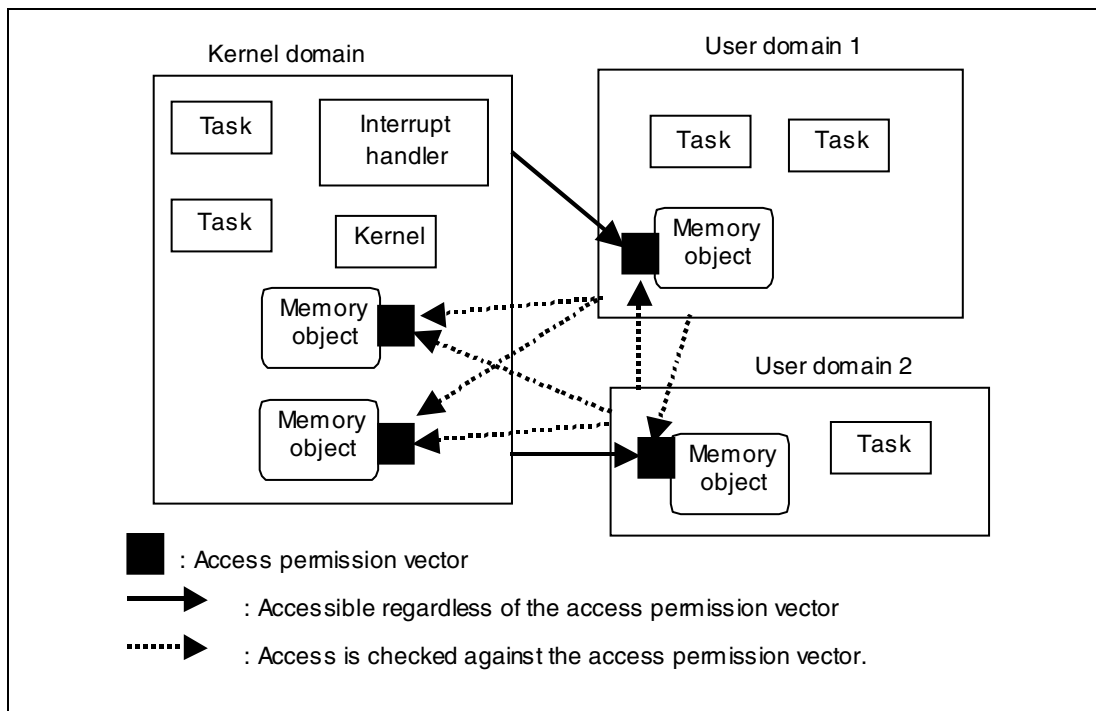 Kernel domain
Task
Interrupt
handler
Task
Kernel
Memory
object
Memory
object
User domain 1
Task
Task
Memory
object
User domain 2
Memory
object
Task
: Access permission vector
: Accessible regardless of the access permission vector
: Access is checked against the access permission vector.